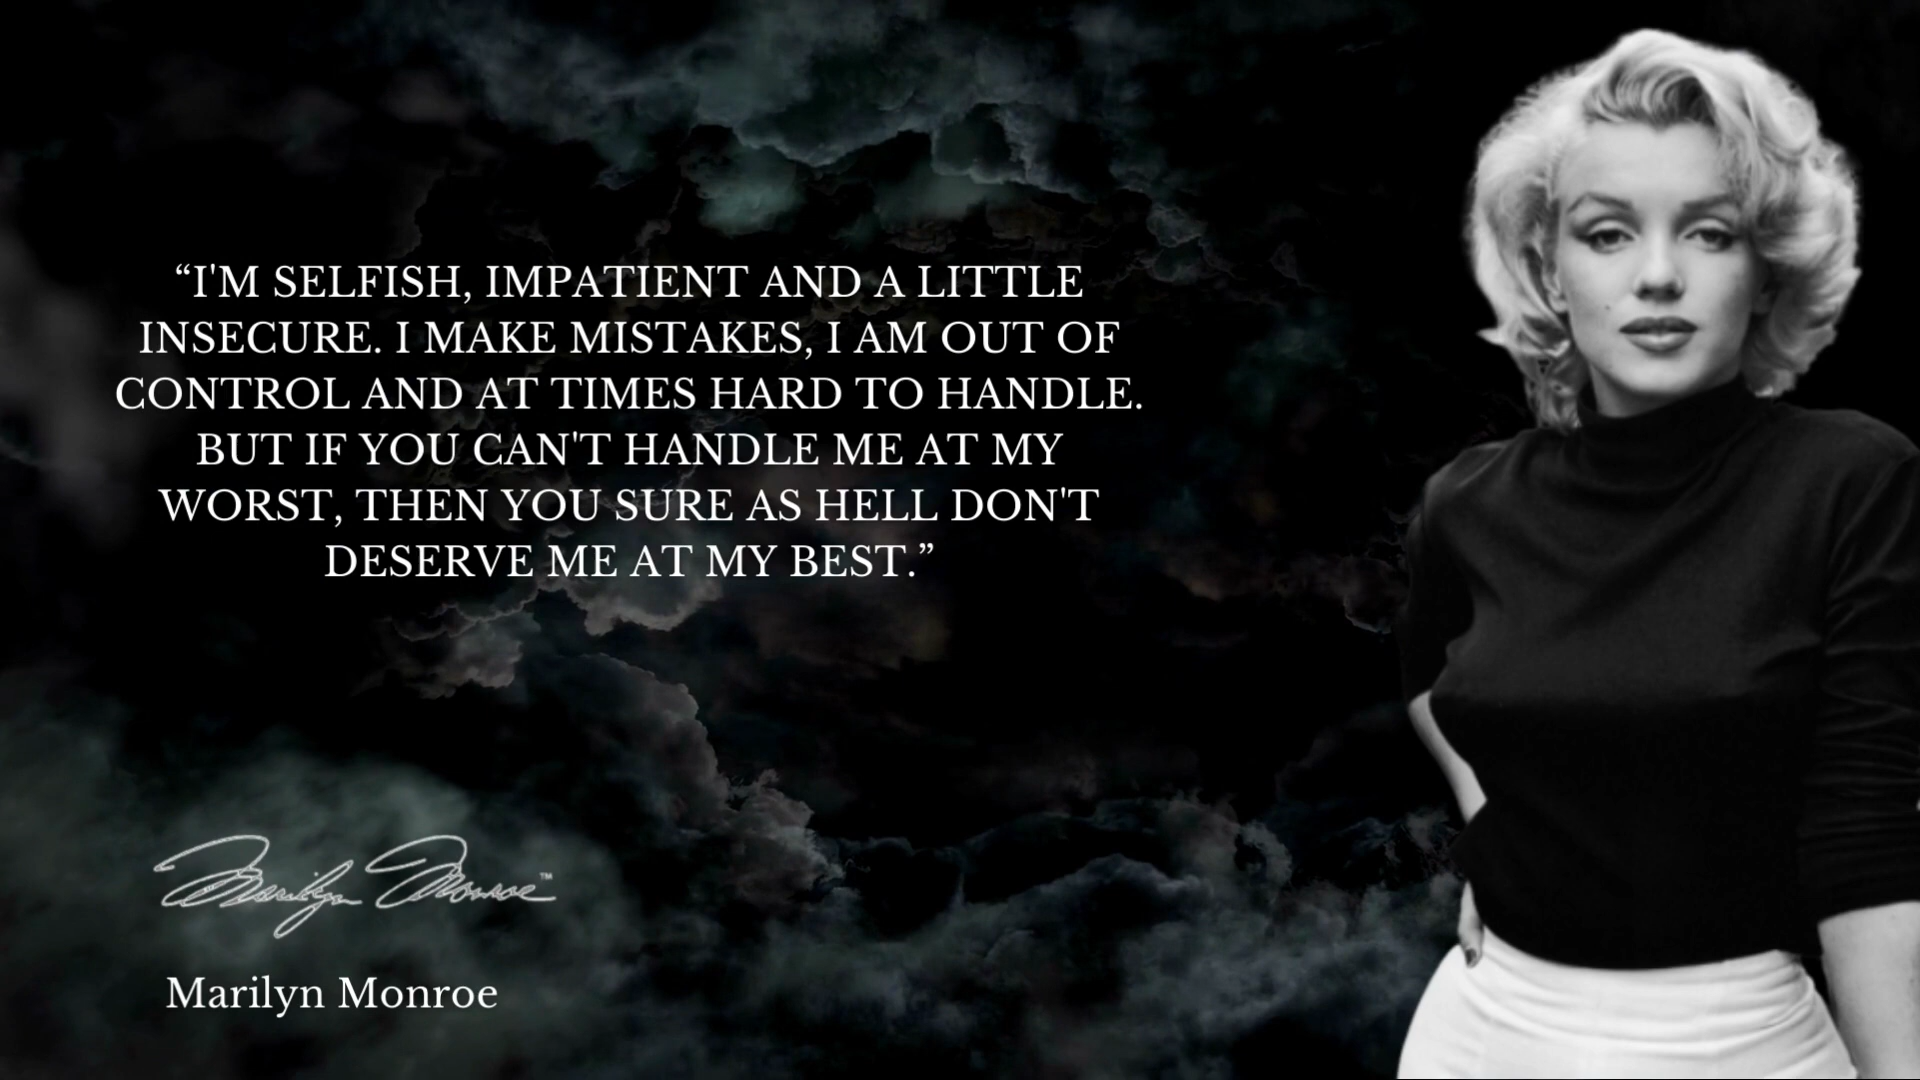 “I'M SELFISH, IMPATIENT AND A LITTLE
INSECURE. I MAKE MISTAKES, I AM OUT OF
CONTROL AND AT TIMES HARD TO HANDLE.
BUT IF YOU CAN'T HANDLE ME AT MY
WORST, THEN YOU SURE AS HELL DON'T
DESERVE ME AT MY BEST.”
Marilyn Monroe™
Marilyn Monroe